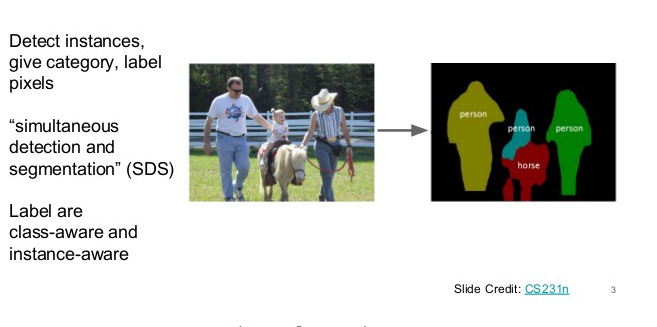 Detect instances,
give category, label
pixels
“simultaneous
detection and
segmentation” (SDS)
Label are
class-aware and
instance-aware
person
person
person
horse
Slide Credit: CS231n
3